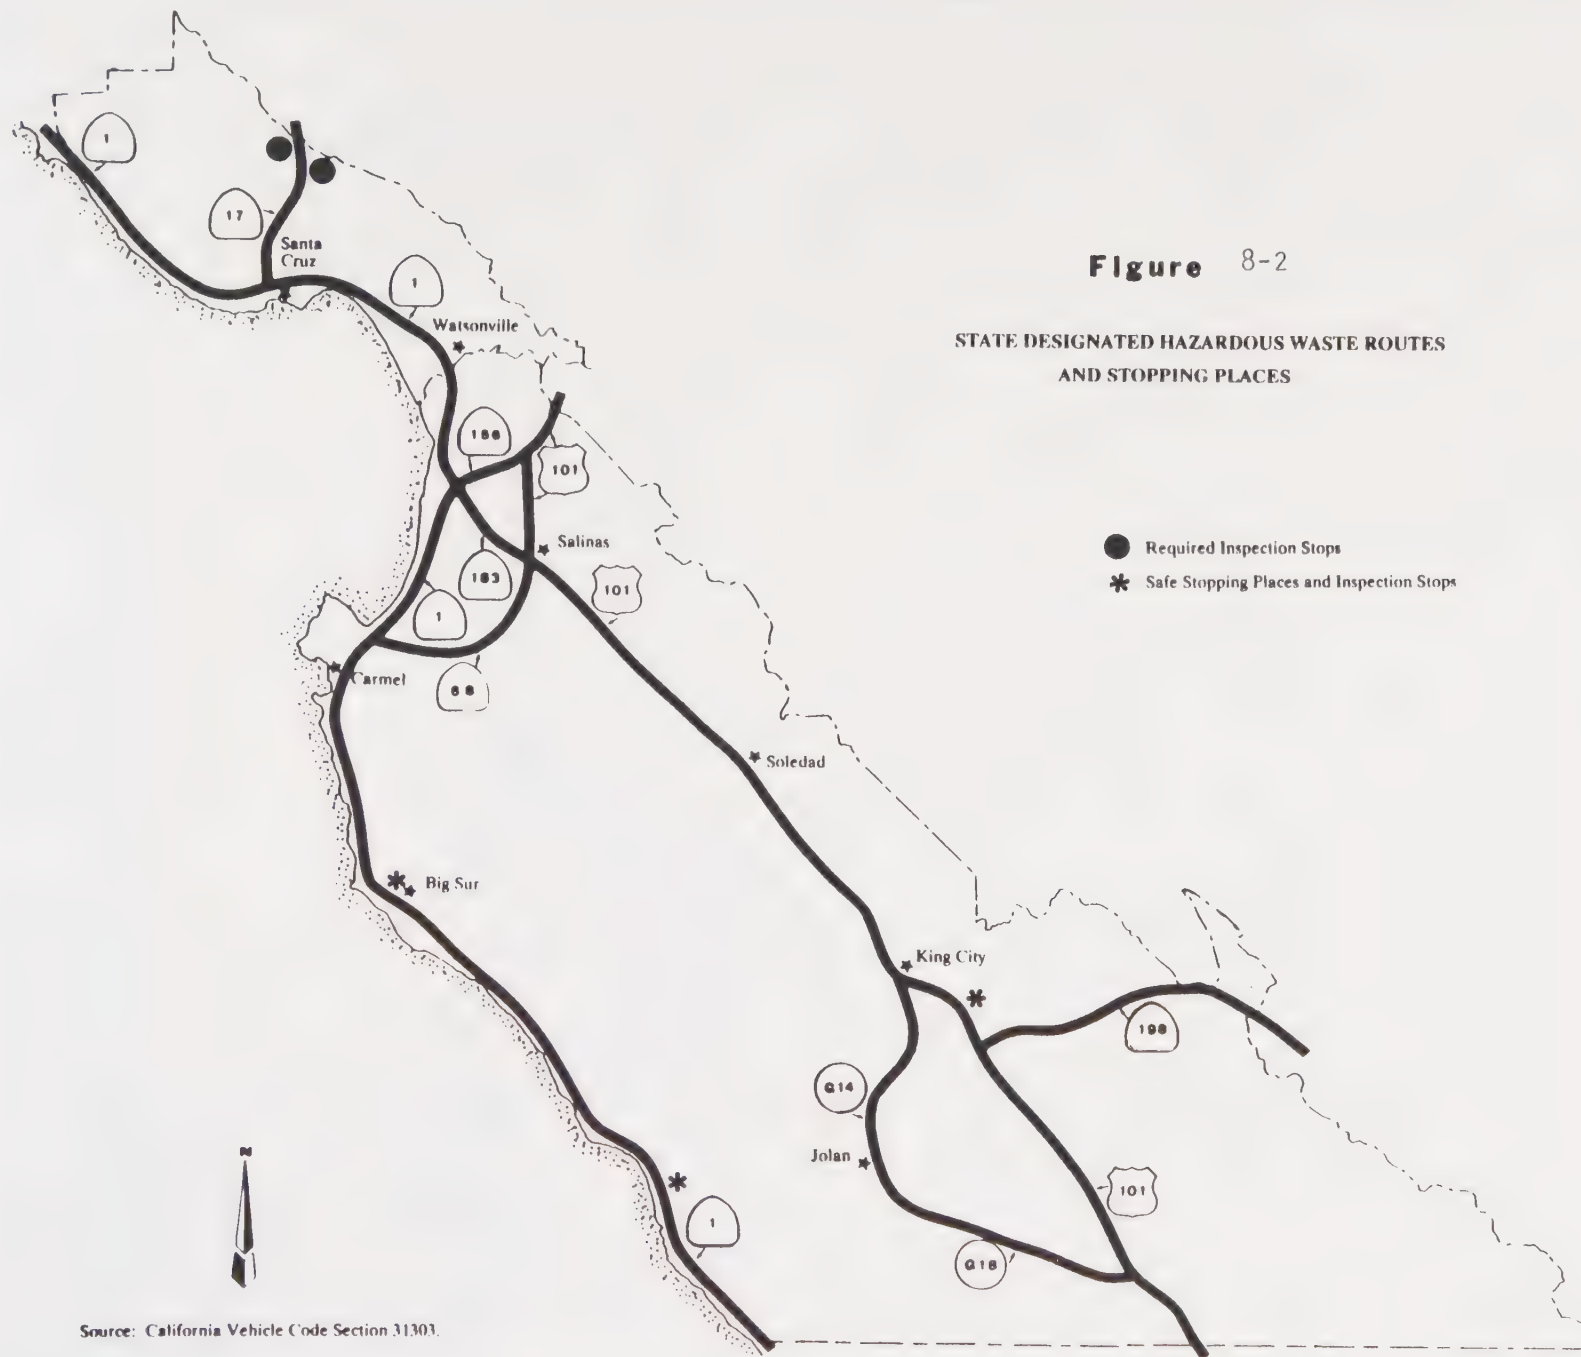 1
17
Santa
Cruz
1
Watsonville
Figure 8-2
STATE DESIGNATED HAZARDOUS WASTE ROUTES
AND STOPPING PLACES
156
101
Salinas
Required Inspection Stops
183
101
Safe Stopping Places and Inspection Stops
1
Carmel
68
Soledad
Big Sur
King City
198
G14
Jolan
N
101
1
G18
Source: California Vehicle Code Section 31303.